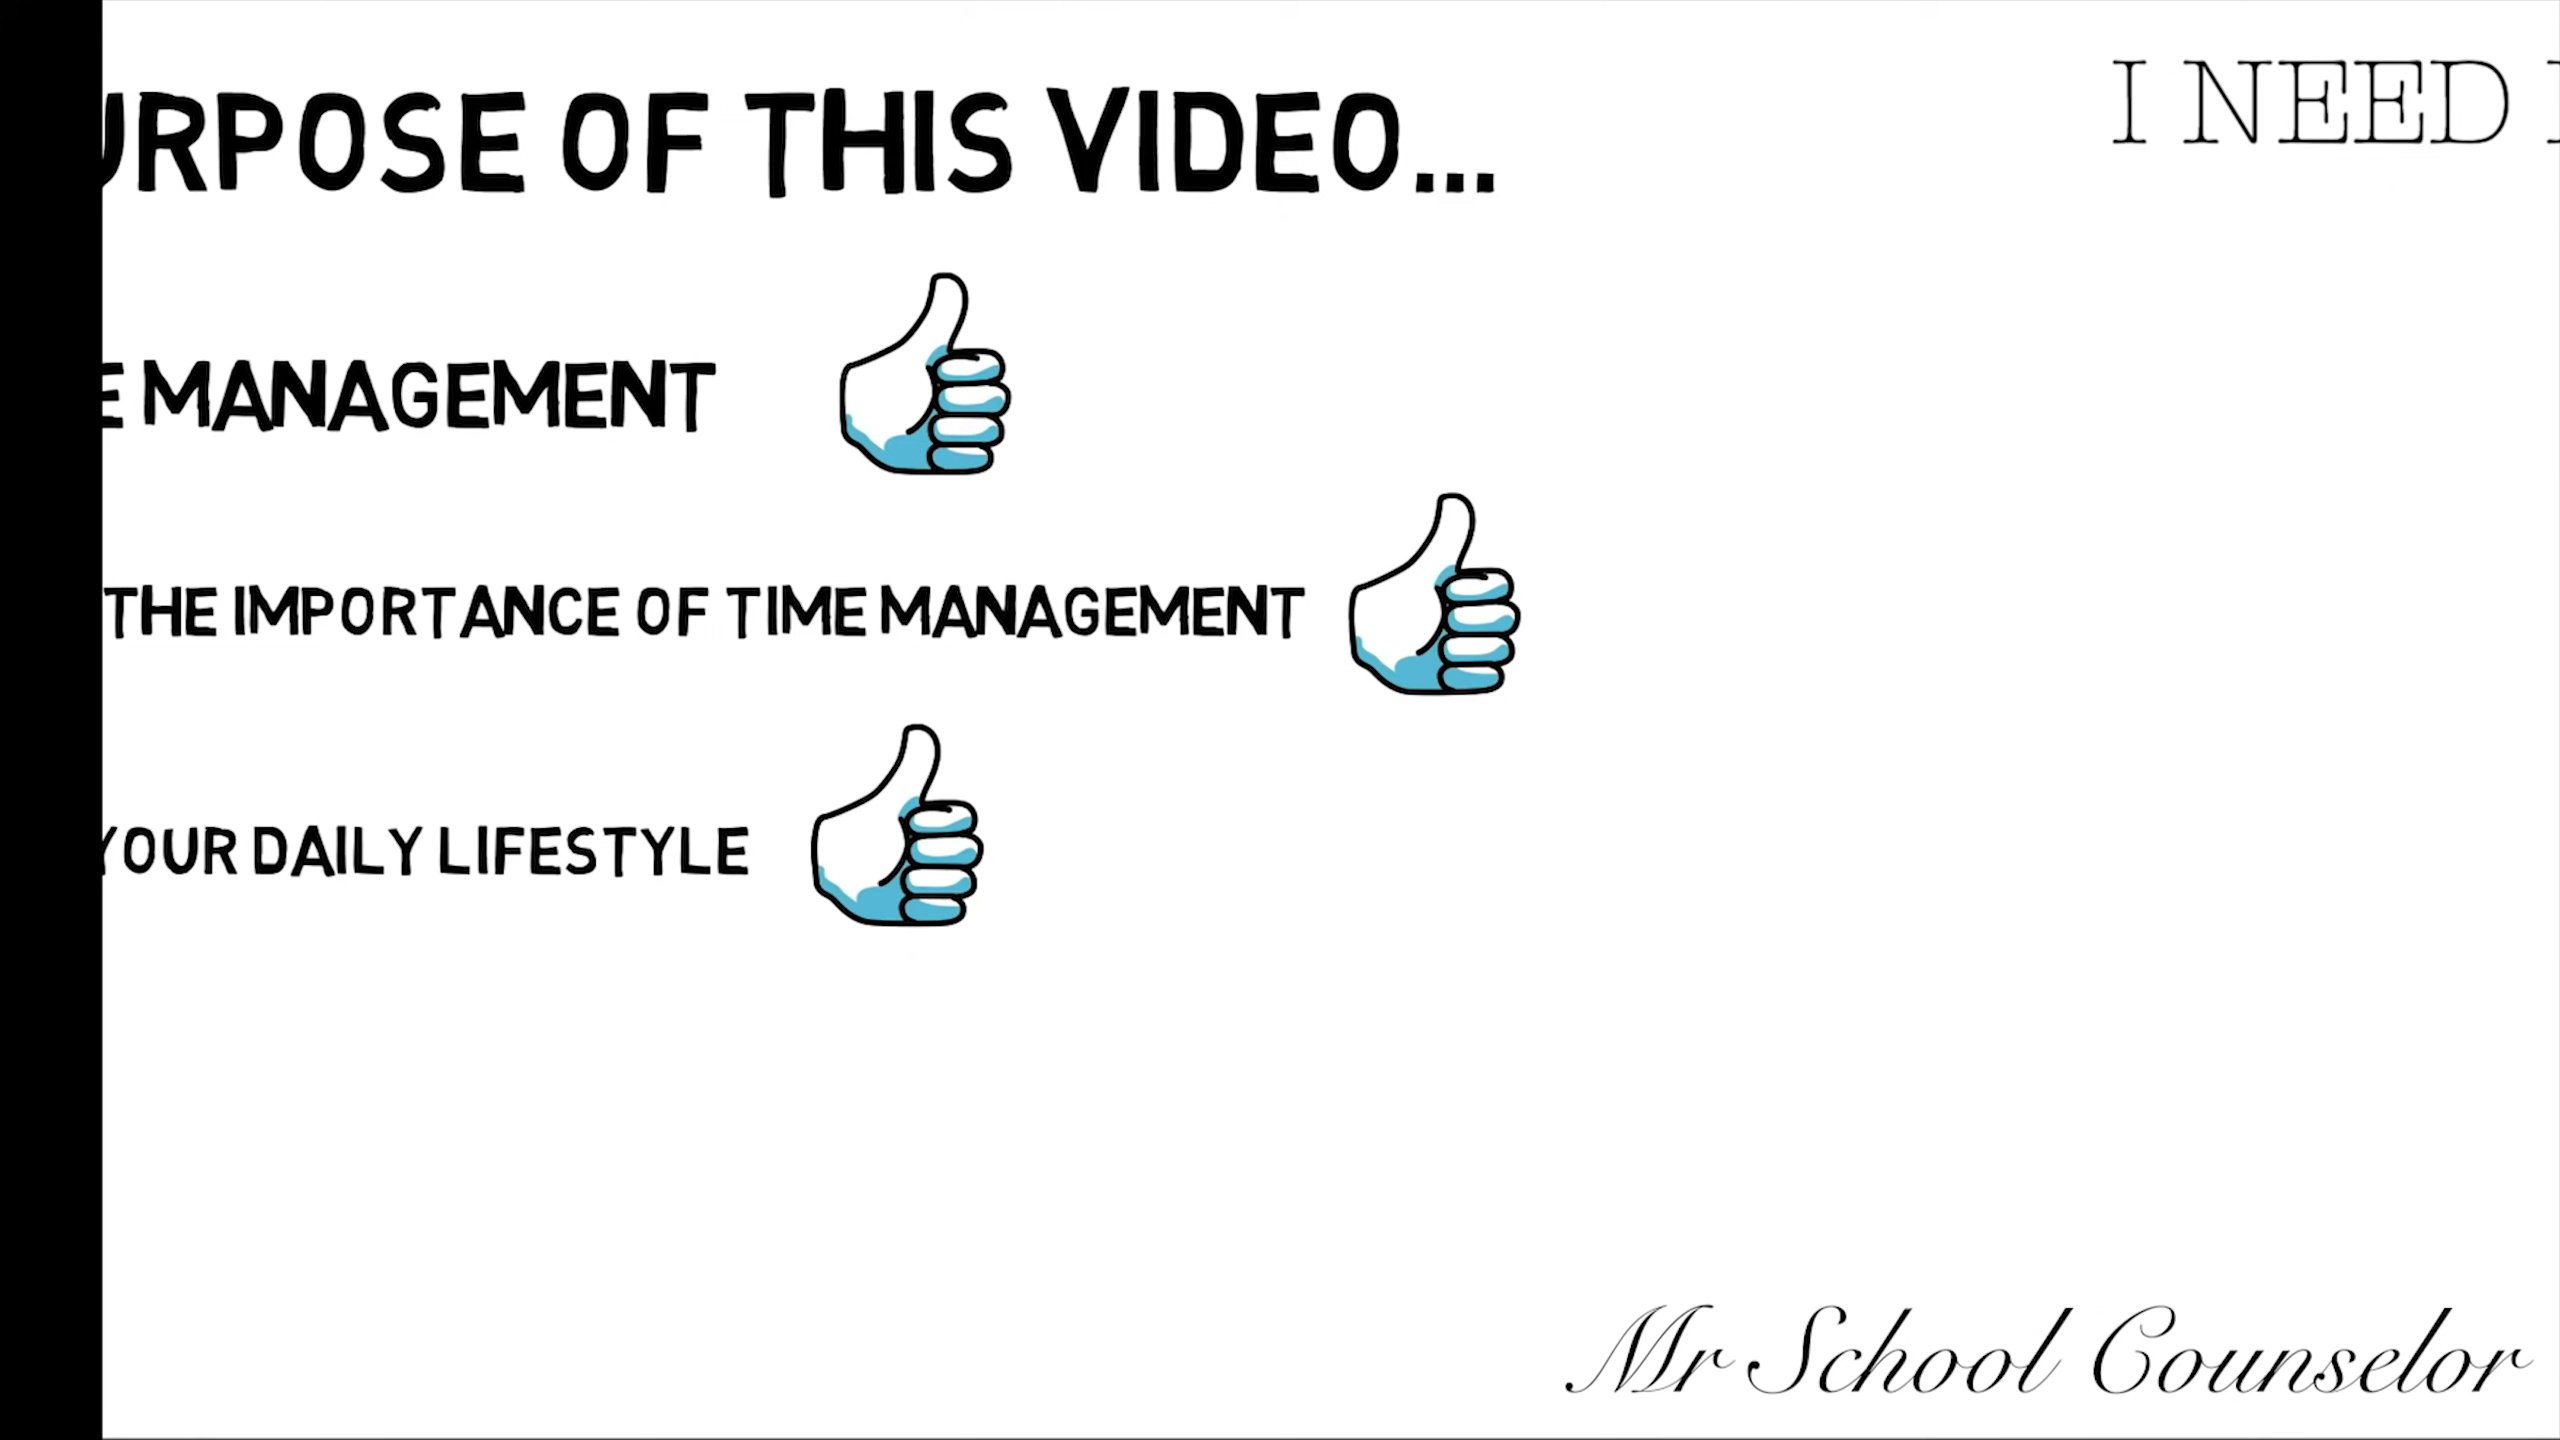 URPOSE OF THIS VIDEO...
I NEED
E MANAGEMENT
THE IMPORTANCE OF TIME MANAGEMENT
YOUR DAILY LIFESTYLE
Mr School Counselor